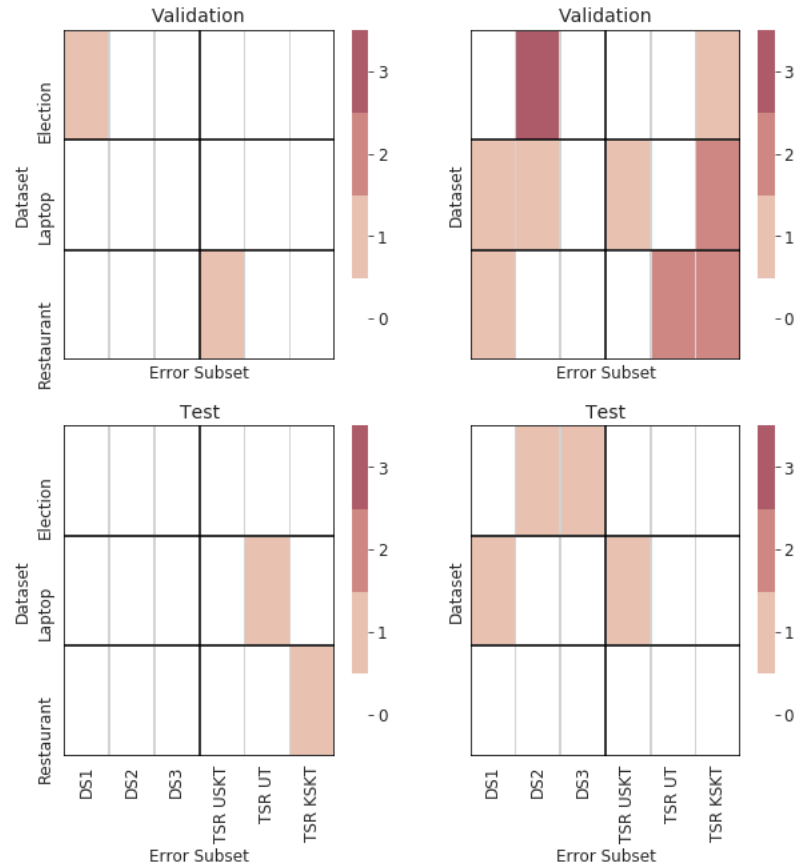 Validation
Validation
Election
Laptop
Restaurant
Dataset
Error Subset
3
2
1
0
Dataset
Error Subset
3
2
1
0
Test
Test
Election
Laptop
Restaurant
Dataset
DS1
DS2
DS3
TSR USKT
TSR UT
TSR KSKT
Error Subset
3
2
1
0
Dataset
DS1
DS2
DS3
TSR USKT
TSR UT
TSR KSKT
Error Subset
3
2
1
0